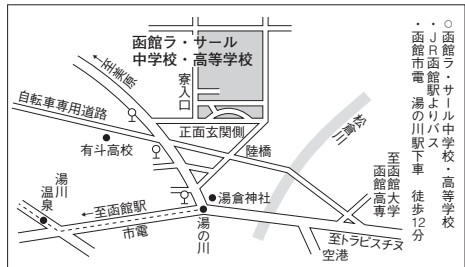 ○函館ラ・サール中学校・高等学校
・ＪＲ函館駅よりバス
・函館市電 湯の川駅下車 徒歩12分
函館ラ・サール
中学校・高等学校
寮入口
←至美原
自転車専用道路
正面玄関側
松倉川
有斗高校
陸橋
至函館大学
函館高専
湯川
温泉
←至函館駅
市電
湯倉神社
湯の川
至トラピスチヌ
空港